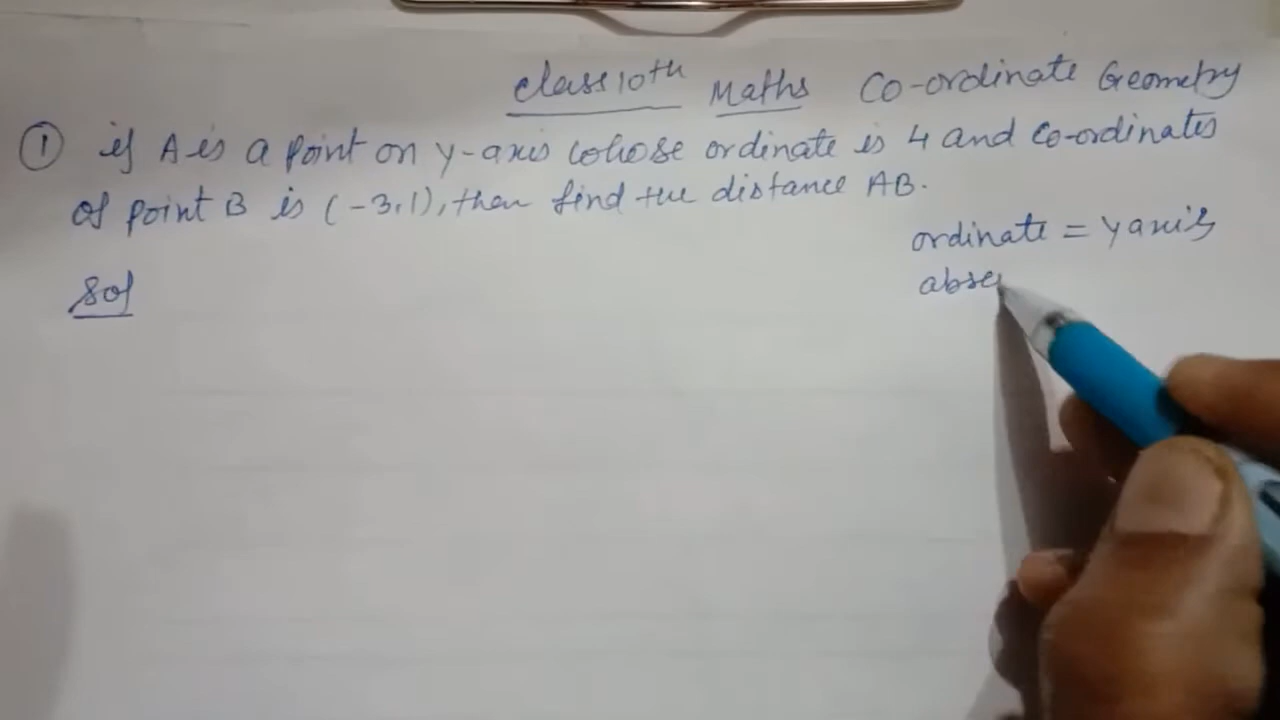 class 10th Maths Co-ordinate Geometry
① if A is a point on y-axis whose ordinate is 4 and Co-ordinates
of point B is (-3,1), then find the distance AB.
ordinate = y axis
absc
Sol